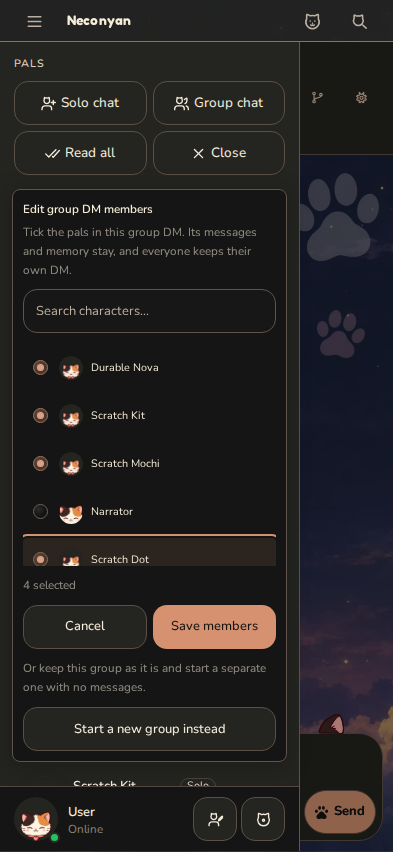 Neconyan
PALS
Solo chat
Group chat
Read all
Close
Edit group DM members
Tick the pals in this group DM. Its messages
and memory stay, and everyone keeps their
own DM.
Search characters...
Durable Nova
Scratch Kit
Scratch Mochi
Narrator
Scratch Dot
4 selected
Cancel
Save members
Or keep this group as it is and start a separate
one with no messages.
Start a new group instead
Scratch Kit
Solo
User
Online
Send